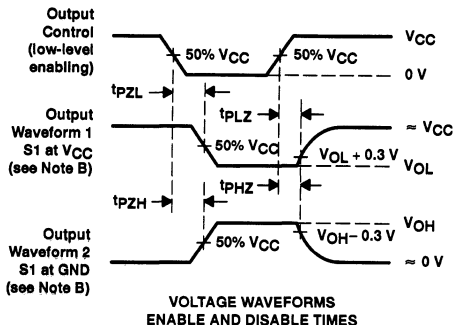 Output
Control
(low-level
enabling)
50% VCC
50% VCC
VCC
0 V
tPZL
tPLZ
Output
Waveform 1
S1 at VCC
(see Note B)
50% VCC
≈ VCC
VOL + 0.3 V
VOL
tPZH
tPHZ
Output
Waveform 2
S1 at GND
(see Note B)
50% VCC
VOH
VOH − 0.3 V
≈ 0 V
VOLTAGE WAVEFORMS
ENABLE AND DISABLE TIMES